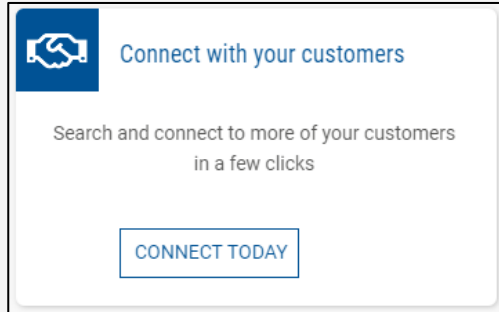 Connect with your customers
Search and connect to more of your customers
in a few clicks
CONNECT TODAY